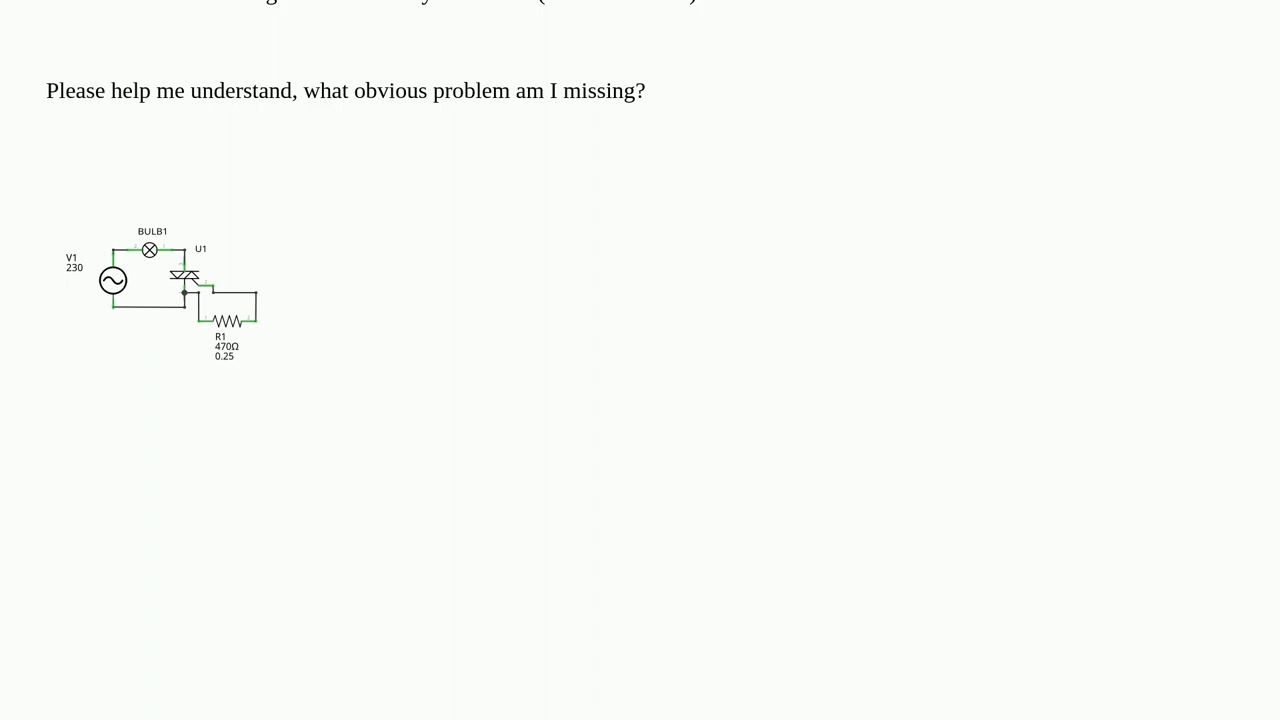 Please help me understand, what obvious problem am I missing?
BULB1
U1
V1
230
R1
470Ω
0.25